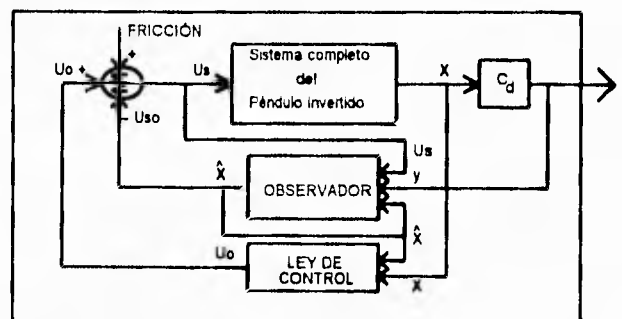 FRICCIÓN
Uo +
+
Us
Sistema completo
del
Péndulo invertido
X
Cd
- Uso
Us
X̂
OBSERVADOR
y
X̂
Uo
LEY DE
CONTROL
X